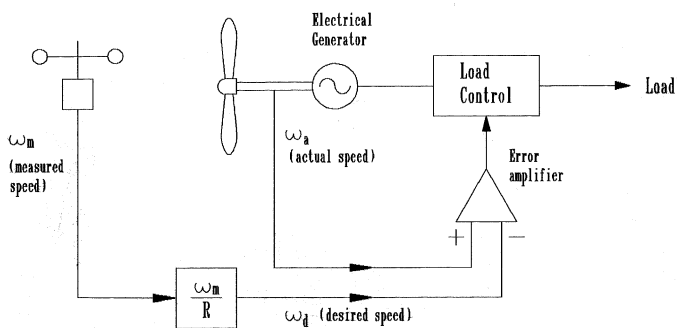 Electrical
Generator
Load
Control
Load
ωm
(measured
speed)
ωa
(actual speed)
Error
amplifier
+ −
ωm
R
ωd (desired speed)